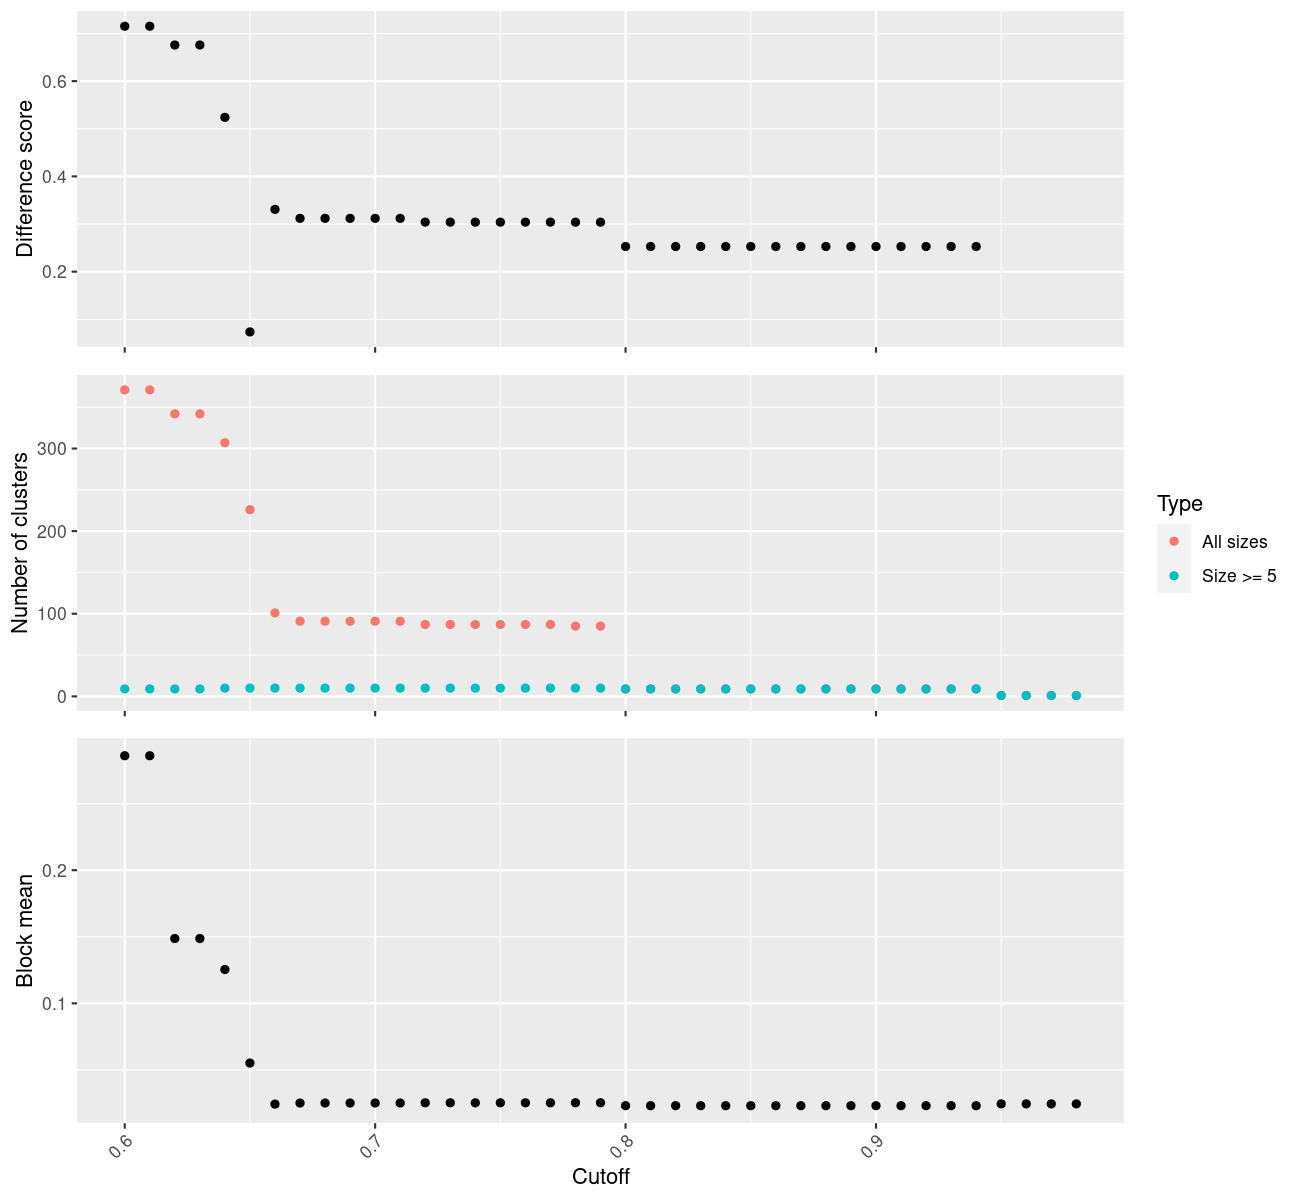 Difference score
0.6
0.4
0.2
Number of clusters
300
200
100
0
Type
All sizes
Size >= 5
Block mean
0.2
0.1
0.6
0.7
0.8
0.9
Cutoff